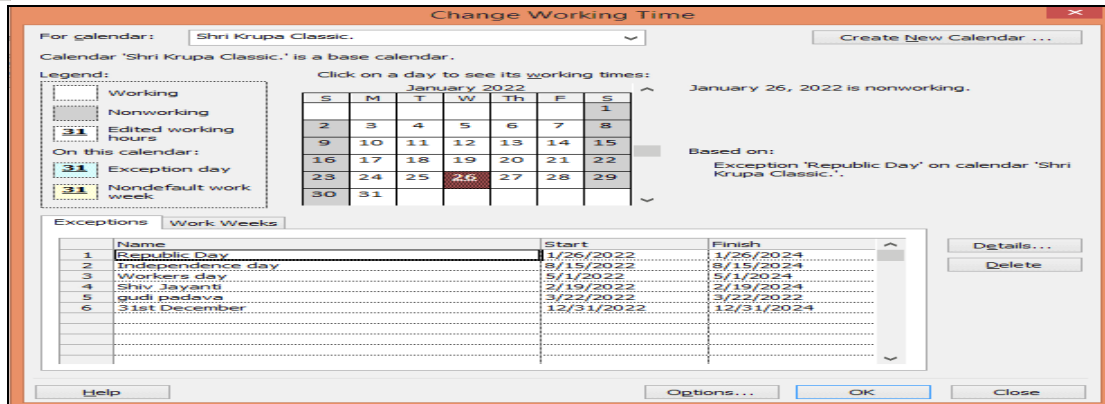 Change Working Time
For calendar: Shri Krupa Classic.
Create New Calendar ...
Calendar 'Shri Krupa Classic.' is a base calendar.
Legend:
Working
Nonworking
31 Edited working hours
On this calendar:
31 Exception day
31 Nondefault work week
Click on a day to see its working times:
January 2022
S M T W Th F S
1
2 3 4 5 6 7 8
9 10 11 12 13 14 15
16 17 18 19 20 21 22
23 24 25 26 27 28 29
30 31
January 26, 2022 is nonworking.
Based on:
Exception 'Republic Day' on calendar 'Shri
Krupa Classic.'.
Exceptions Work Weeks
Name Start Finish
1 Republic Day 1/26/2022 1/26/2024
2 Independence day 8/15/2022 8/15/2024
3 Workers day 5/1/2022 5/1/2024
4 Shiv Jayanti 2/19/2022 2/19/2024
5 gudi padava 3/22/2022 3/22/2022
6 31st December 12/31/2022 12/31/2024
Details...
Delete
Help Options... OK Close